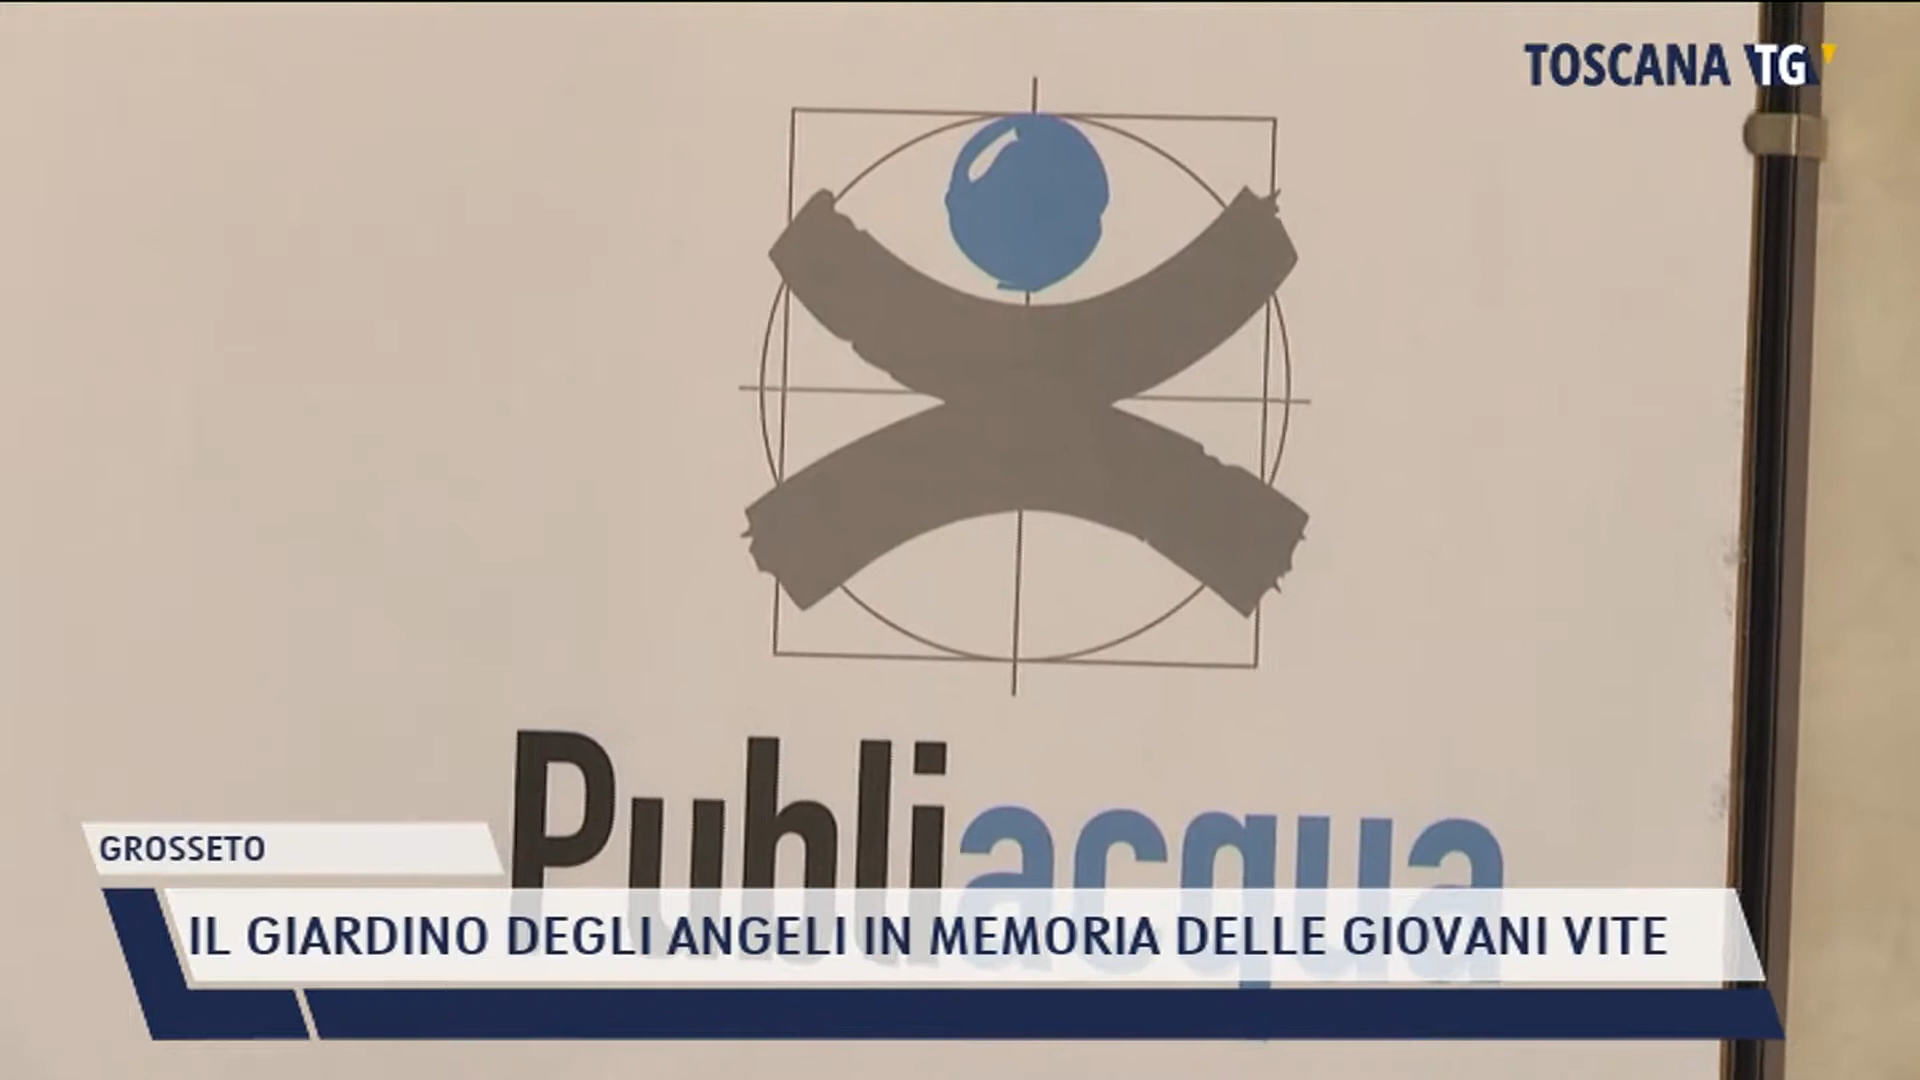 TOSCANA TG
Publiacqua
GROSSETO
IL GIARDINO DEGLI ANGELI IN MEMORIA DELLE GIOVANI VITE